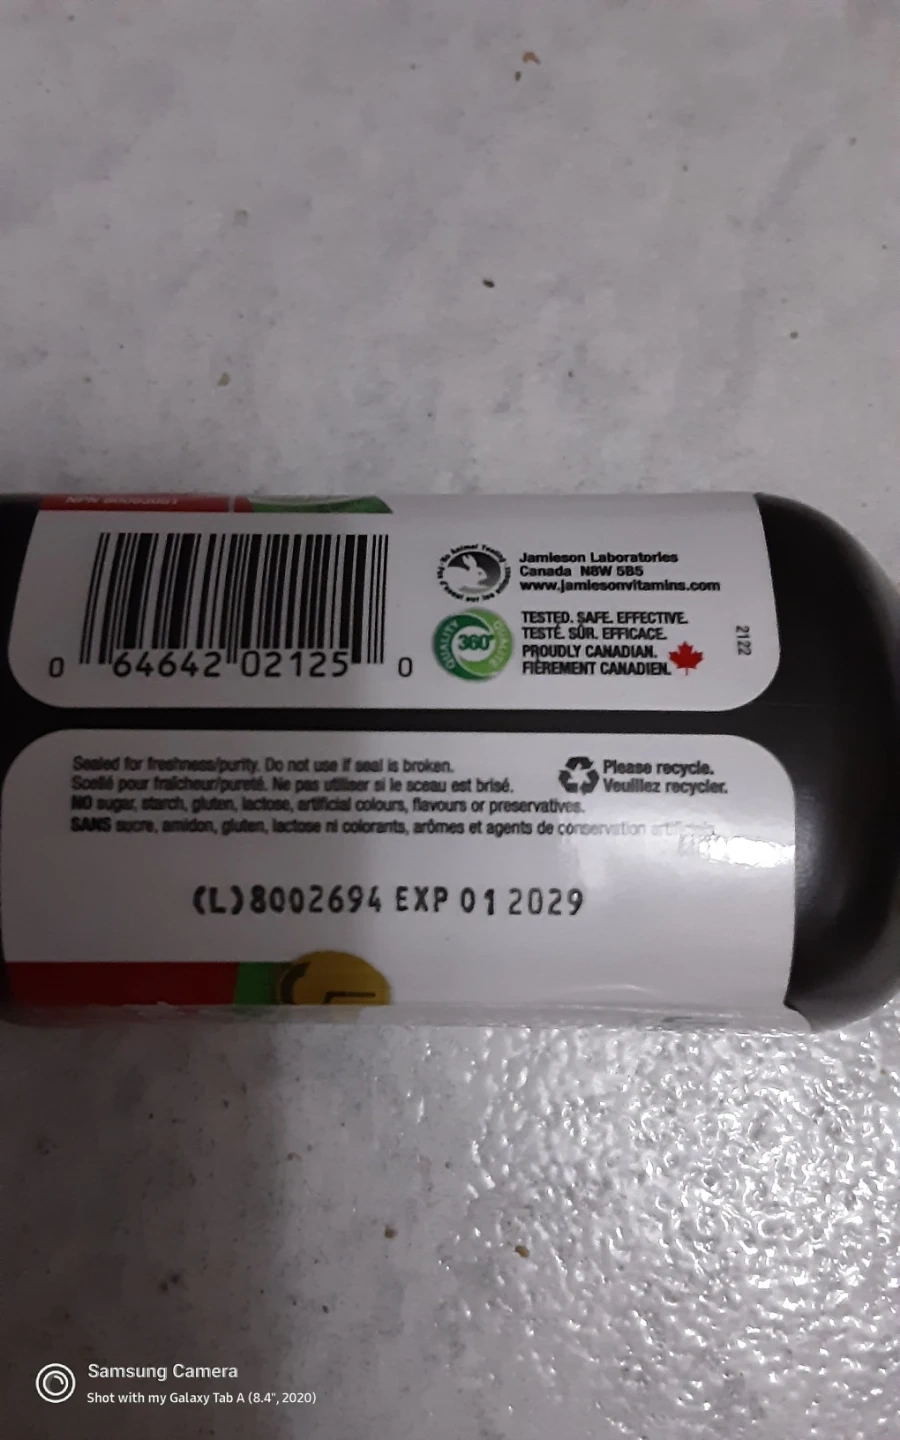 NPN 80003081
0 64642 02125 0
Jamieson Laboratories
Canada N8W 5B5
www.jamiesonvitamins.com
QUALITY 360° QUALITÉ
TESTED. SAFE. EFFECTIVE.
TESTÉ. SÛR. EFFICACE.
PROUDLY CANADIAN.
FIÈREMENT CANADIEN.
2122
Sealed for freshness/purity. Do not use if seal is broken.
Scellé pour fraîcheur/pureté. Ne pas utiliser si le sceau est brisé.
NO sugar, starch, gluten, lactose, artificial colours, flavours or preservatives.
SANS sucre, amidon, gluten, lactose ni colorants, arômes et agents de conservation
Please recycle.
Veuillez recycler.
(L)8002694 EXP 01 2029
Samsung Camera
Shot with my Galaxy Tab A (8.4", 2020)